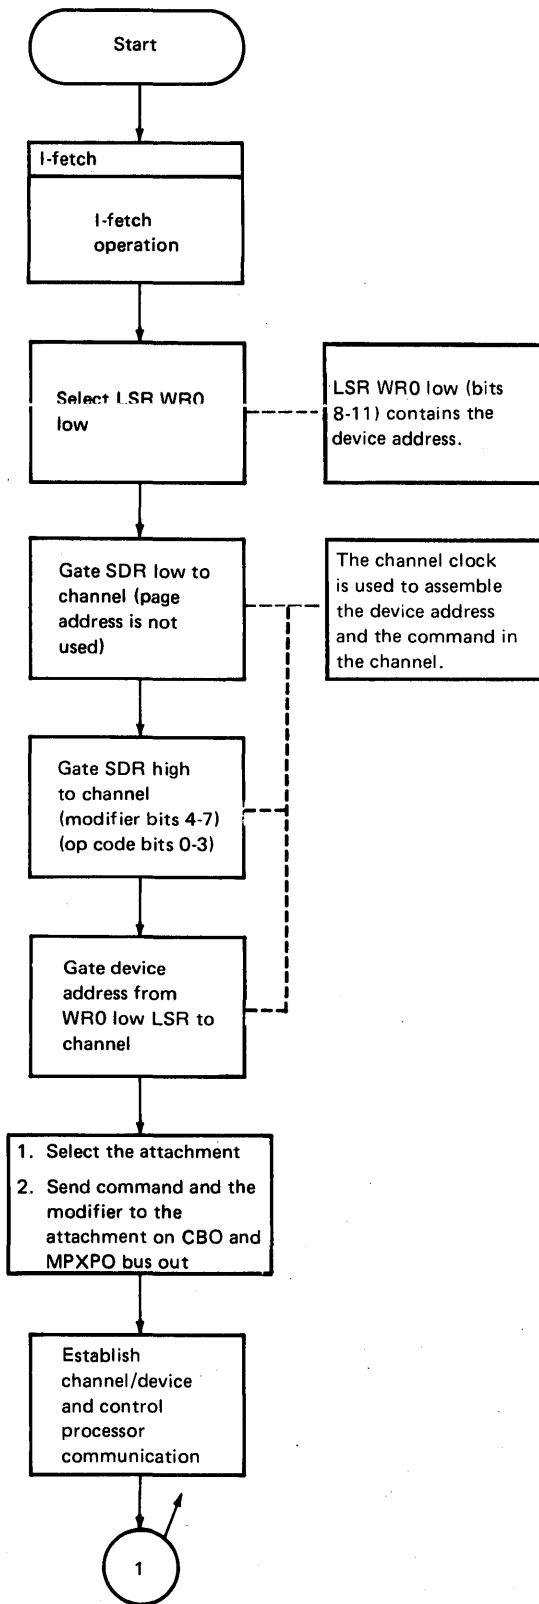 Start
I-fetch
I-fetch
operation
Select LSR WR0
low
LSR WR0 low (bits
8-11) contains the
device address.
Gate SDR low to
channel (page
address is not
used)
The channel clock
is used to assemble
the device address
and the command in
the channel.
Gate SDR high
to channel
(modifier bits 4-7)
(op code bits 0-3)
Gate device
address from
WR0 low LSR to
channel
1. Select the attachment
2. Send command and the
modifier to the
attachment on CBO and
MPXPO bus out
Establish
channel/device
and control
processor
communication
1